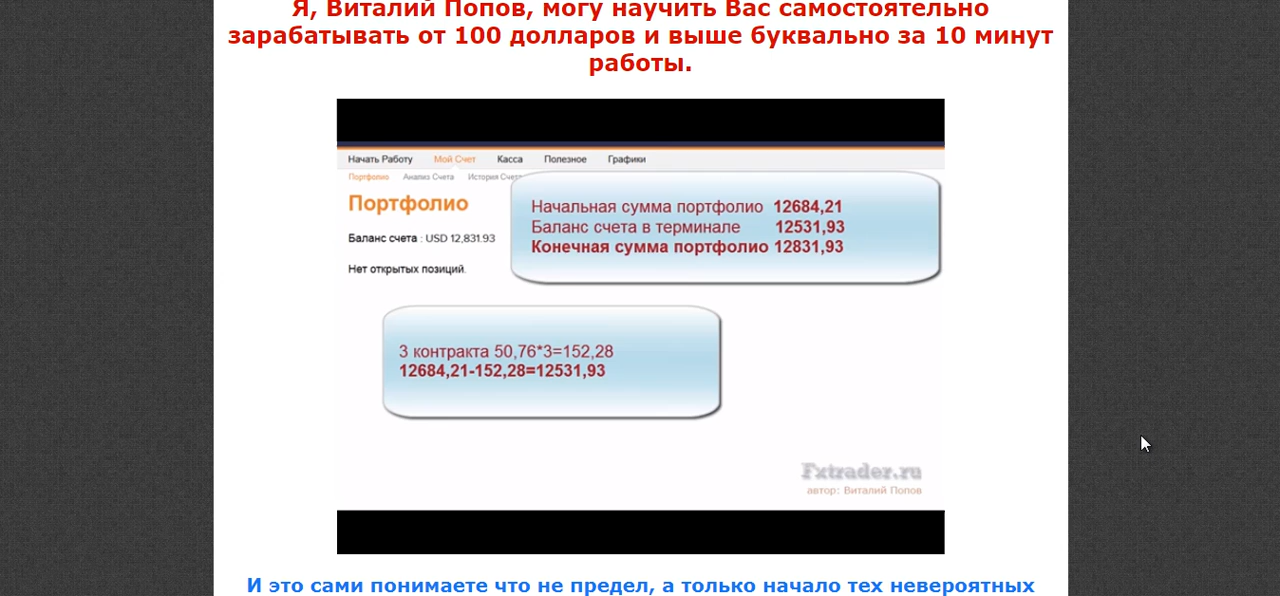 Я, Виталий Попов, могу научить Вас самостоятельно
зарабатывать от 100 долларов и выше буквально за 10 минут
работы.
Начать Работу Мой Счет Касса Полезное Графики
Портфолио Анализ Счета История Счета
Портфолио
Баланс счета : USD 12,831.93
Нет открытых позиций.
Начальная сумма портфолио 12684,21
Баланс счета в терминале 12531,93
Конечная сумма портфолио 12831,93
3 контракта 50,76*3=152,28
12684,21-152,28=12531,93
Fxtrader.ru
автор: Виталий Попов
И это сами понимаете что не предел, а только начало тех невероятных